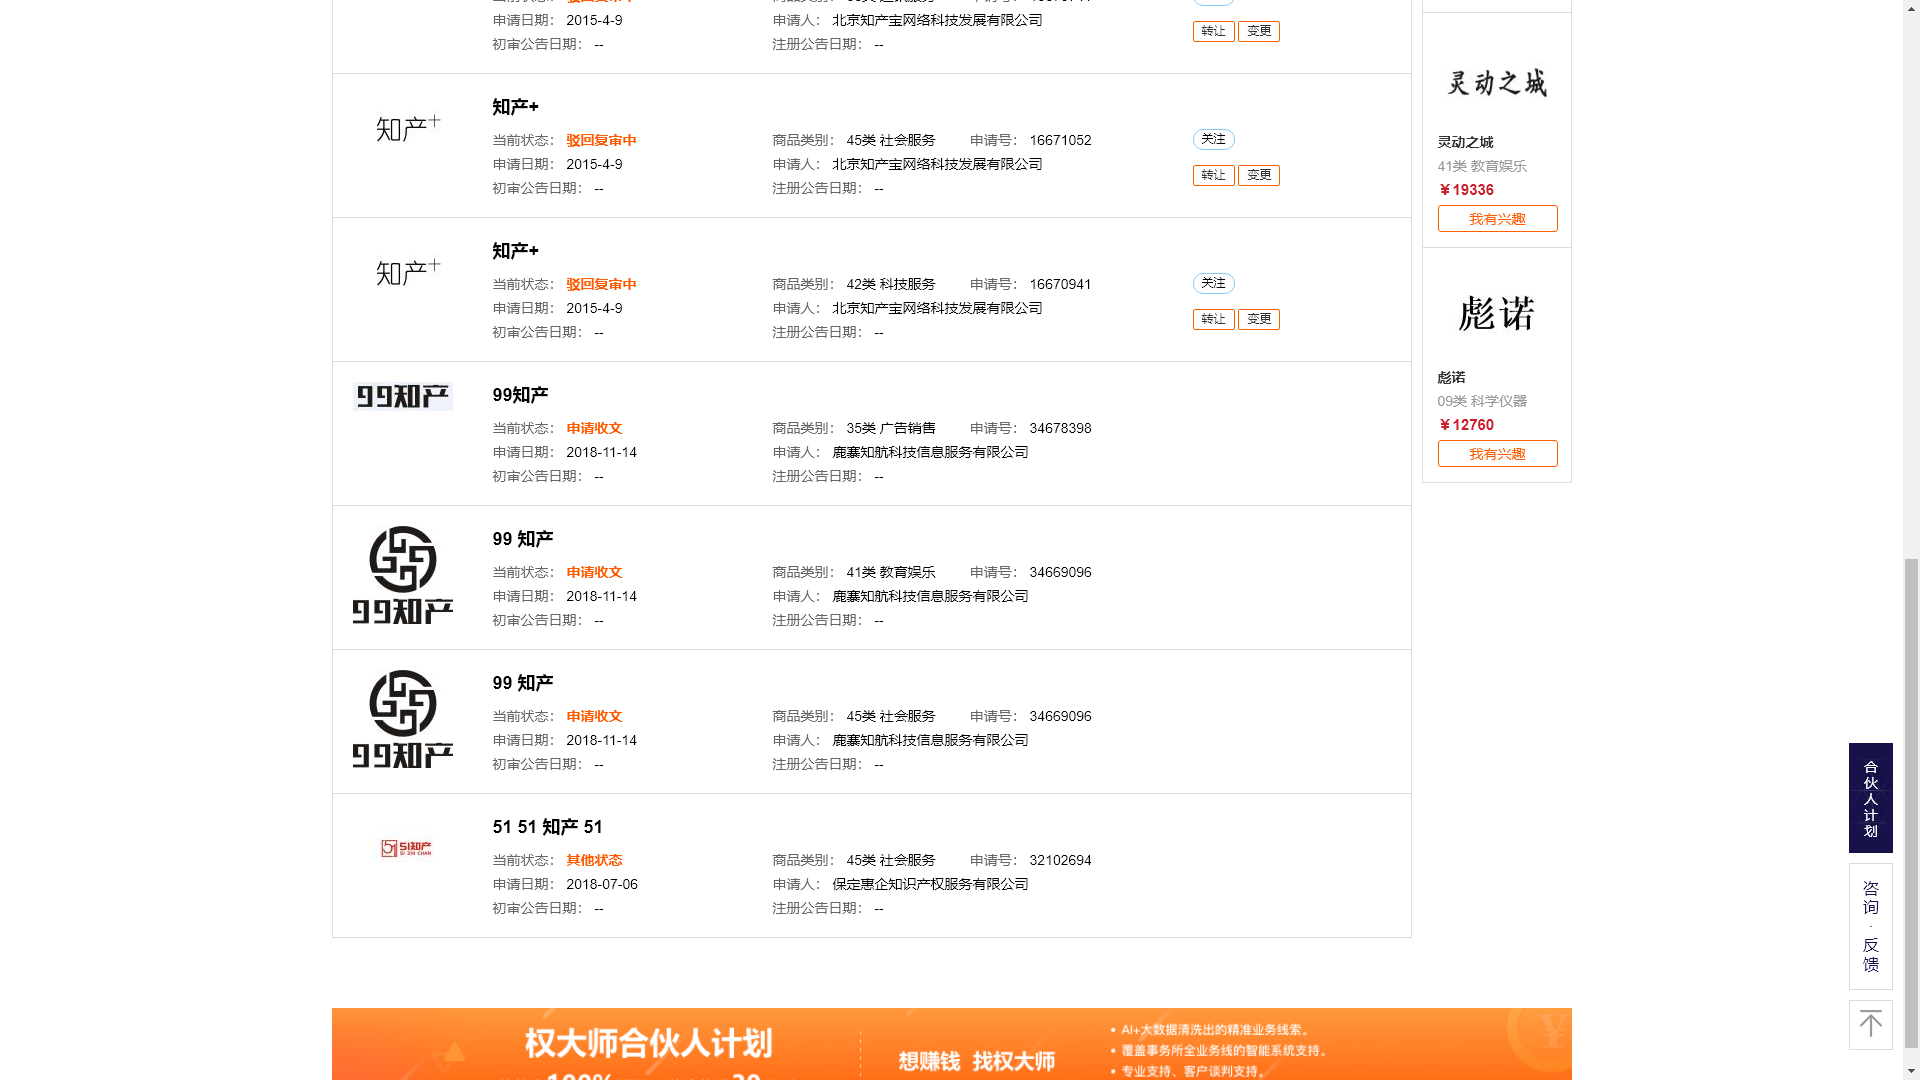 申请日期： 2015-4-9 申请人： 北京知产宝网络科技发展有限公司
初审公告日期： -- 注册公告日期： --
转让 变更
知产+
知产+
当前状态： 驳回复审中 商品类别： 45类 社会服务 申请号： 16671052
申请日期： 2015-4-9 申请人： 北京知产宝网络科技发展有限公司
初审公告日期： -- 注册公告日期： --
关注
转让 变更
知产+
知产+
当前状态： 驳回复审中 商品类别： 42类 科技服务 申请号： 16670941
申请日期： 2015-4-9 申请人： 北京知产宝网络科技发展有限公司
初审公告日期： -- 注册公告日期： --
关注
转让 变更
99知产
99知产
当前状态： 申请收文 商品类别： 35类 广告销售 申请号： 34678398
申请日期： 2018-11-14 申请人： 鹿寨知航科技信息服务有限公司
初审公告日期： -- 注册公告日期： --
99知产
99 知产
当前状态： 申请收文 商品类别： 41类 教育娱乐 申请号： 34669096
申请日期： 2018-11-14 申请人： 鹿寨知航科技信息服务有限公司
初审公告日期： -- 注册公告日期： --
99知产
99 知产
当前状态： 申请收文 商品类别： 45类 社会服务 申请号： 34669096
申请日期： 2018-11-14 申请人： 鹿寨知航科技信息服务有限公司
初审公告日期： -- 注册公告日期： --
51 51知产
51 ZHI CHAN
51 51 知产 51
当前状态： 其他状态 商品类别： 45类 社会服务 申请号： 32102694
申请日期： 2018-07-06 申请人： 保定惠企知识产权服务有限公司
初审公告日期： -- 注册公告日期： --
灵动之城
灵动之城
41类 教育娱乐
￥19336
我有兴趣
彪诺
彪诺
09类 科学仪器
￥12760
我有兴趣
合伙人计划
咨询·反馈
权大师合伙人计划
想赚钱 找权大师
• AI+大数据清洗出的精准业务线索。
• 覆盖事务所全业务线的智能系统支持。
• 专业支持、客户谈判支持。